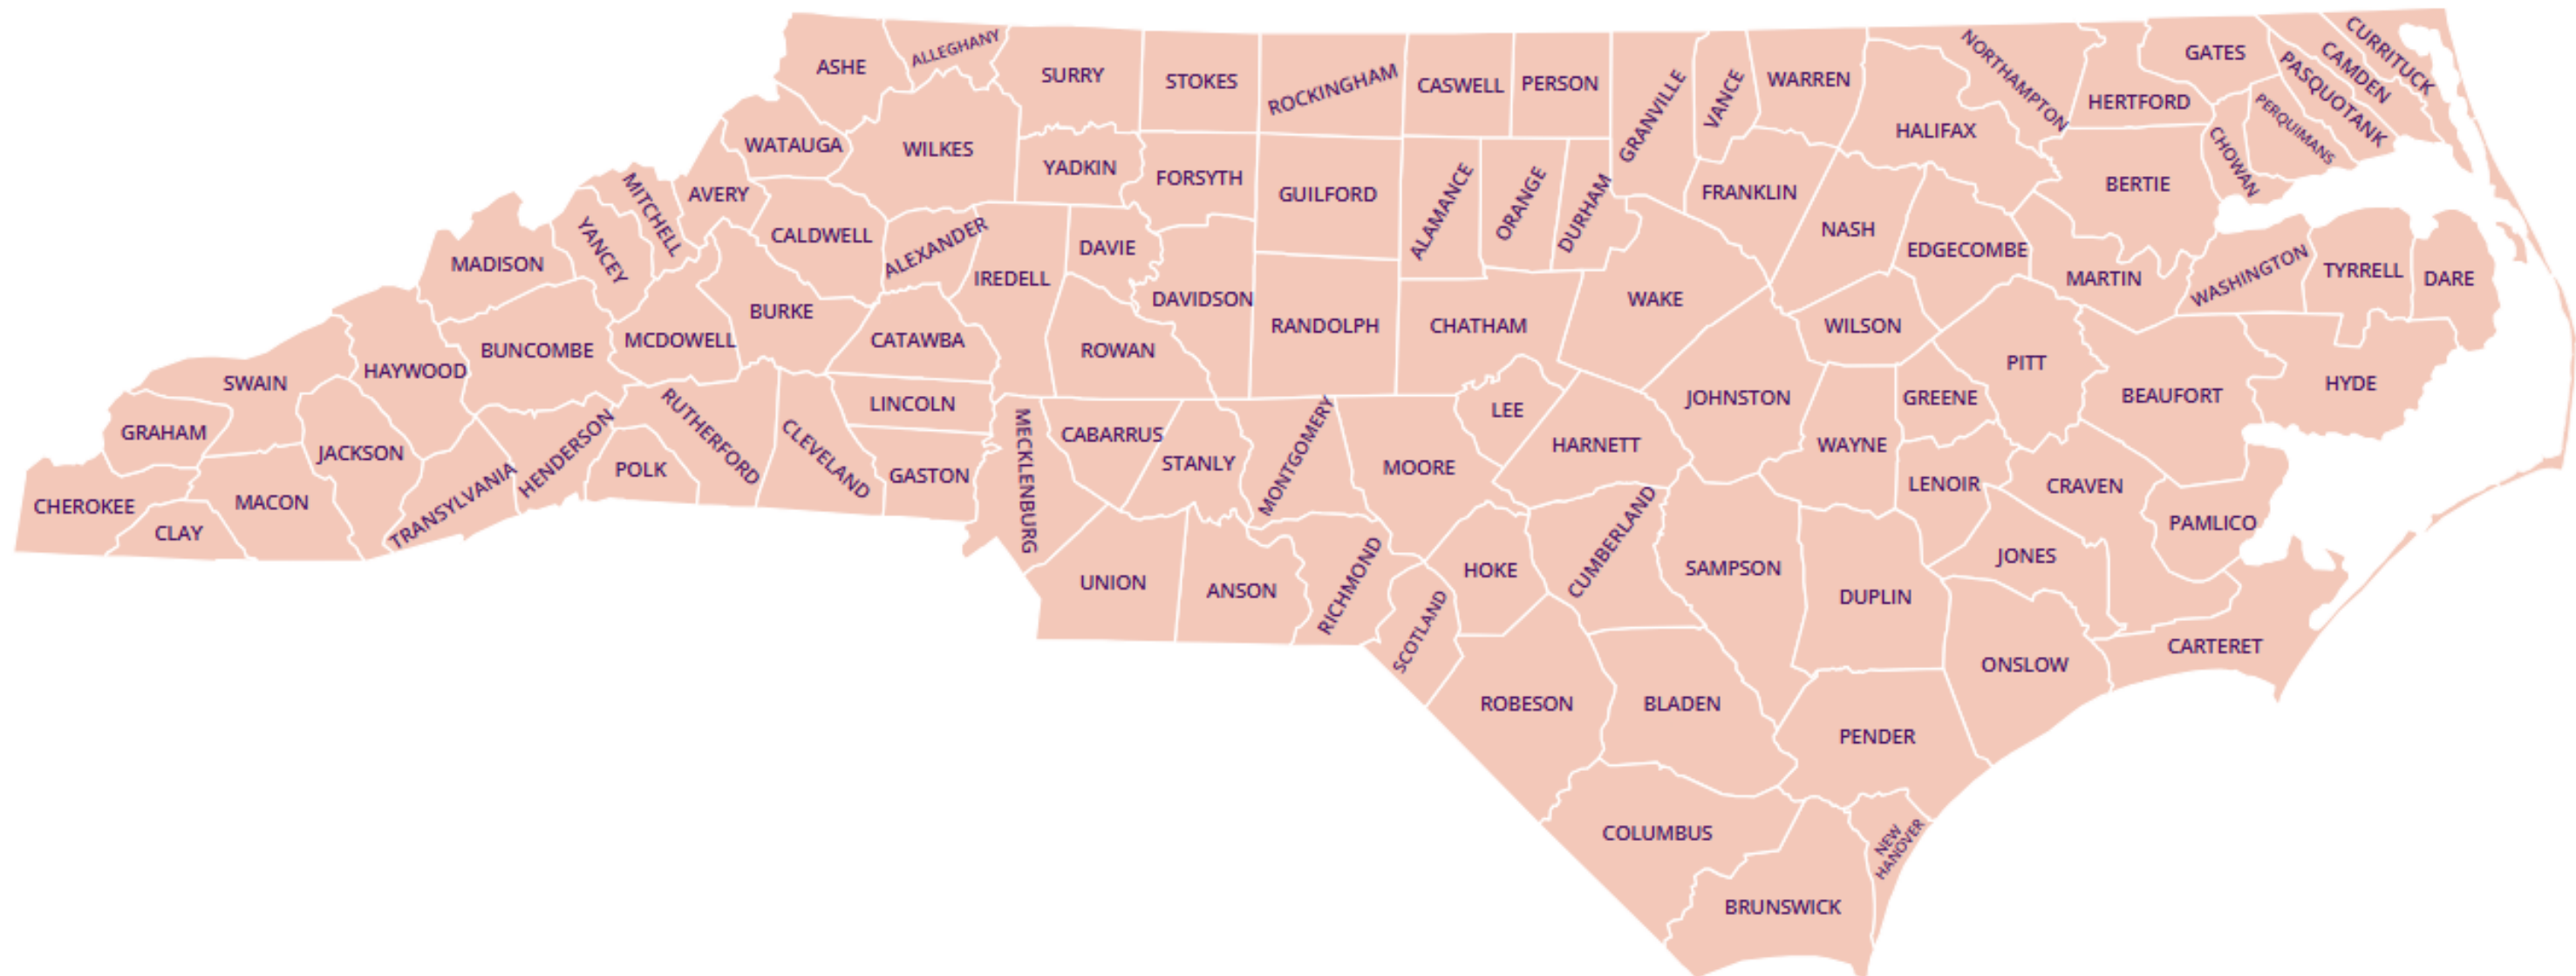 ASHE
ALLEGHANY
SURRY
STOKES
ROCKINGHAM
CASWELL
PERSON
GRANVILLE
VANCE
WARREN
NORTHAMPTON
HALIFAX
HERTFORD
GATES
CURRITUCK
CAMDEN
PASQUOTANK
PERQUIMANS
CHOWAN
BERTIE
WATAUGA
WILKES
YADKIN
FORSYTH
GUILFORD
ALAMANCE
ORANGE
DURHAM
FRANKLIN
NASH
EDGECOMBE
MARTIN
WASHINGTON
TYRRELL
DARE
MITCHELL
AVERY
YANCEY
MADISON
CALDWELL
ALEXANDER
IREDELL
DAVIE
DAVIDSON
RANDOLPH
CHATHAM
WAKE
WILSON
PITT
BEAUFORT
HYDE
BURKE
MCDOWELL
BUNCOMBE
HAYWOOD
SWAIN
CATAWBA
ROWAN
GRAHAM
JACKSON
RUTHERFORD
CLEVELAND
LINCOLN
GASTON
MECKLENBURG
CABARRUS
STANLY
MONTGOMERY
MOORE
LEE
HARNETT
JOHNSTON
WAYNE
GREENE
LENOIR
CRAVEN
PAMLICO
CHEROKEE
CLAY
MACON
TRANSYLVANIA
HENDERSON
POLK
UNION
ANSON
RICHMOND
SCOTLAND
HOKE
CUMBERLAND
SAMPSON
DUPLIN
JONES
ONSLOW
CARTERET
ROBESON
BLADEN
PENDER
COLUMBUS
NEW
HANOVER
BRUNSWICK